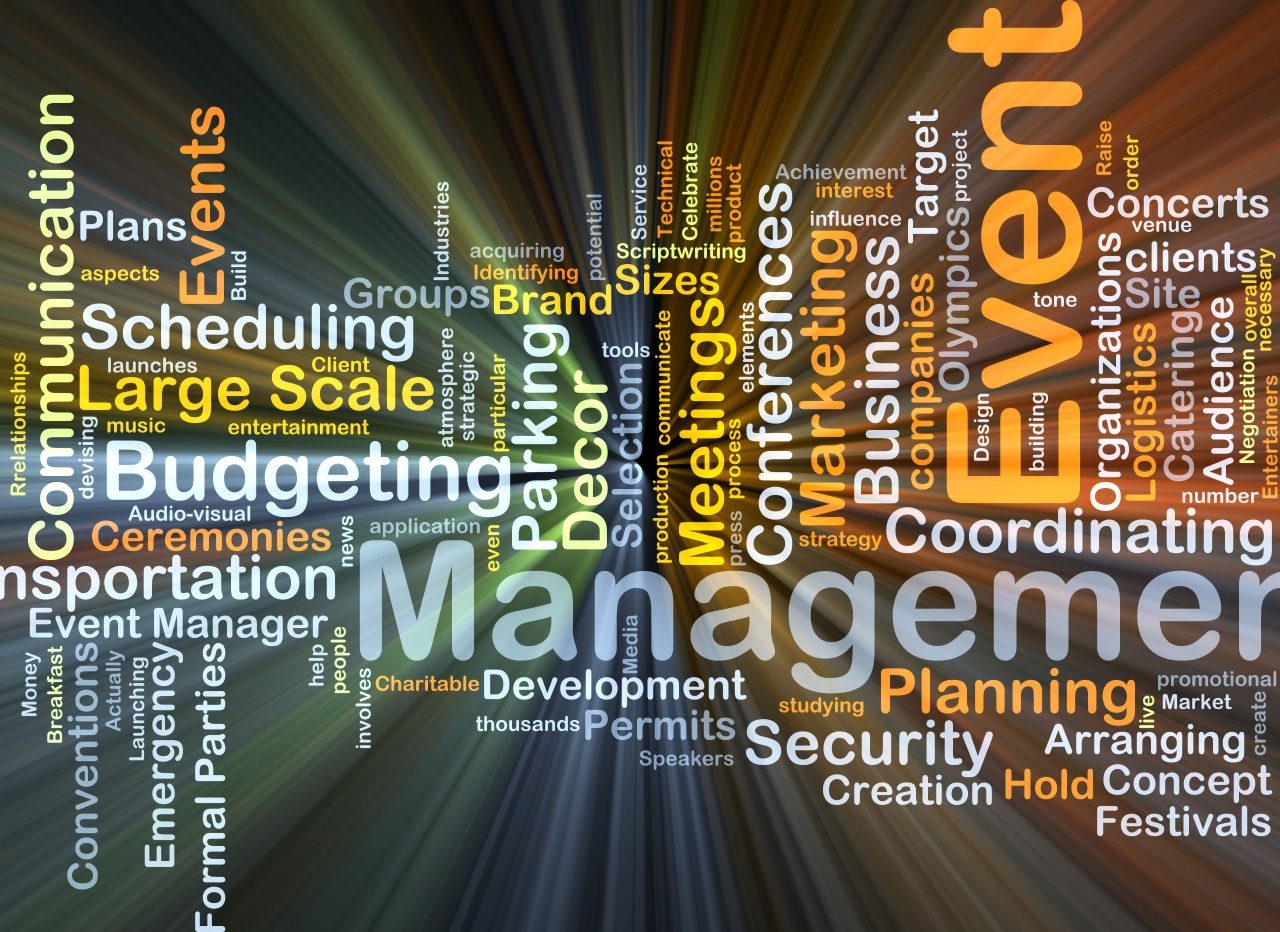 Communication
Events
Plans
aspects
Build
Scheduling
launches
Client
Large Scale
music
entertainment
Rrelationships
devising
Budgeting
Audio-visual
Ceremonies
news
nsportation
Event Manager
Money
Breakfast
Conventions
Actually
Launching
Emergency
Formal Parties
help
people
involves
Industries
acquiring
Identifying
potential
Groups
Brand
atmosphere
strategic
particular
Parking
Decor
application
even
Service
Technical
Celebrate
millions
product
Scriptwriting
Sizes
tools
Selection
communicate
production
Meetings
elements
process
press
Conferences
Achievement
interest
influence
Marketing
strategy
Business
companies
Target
project
Olympics
Event
tone
Design
building
Raise
order
Concerts
venue
clients
Site
Organizations
Logistics
Catering
Audience
overall
necessary
Negotiation
Entertainers
number
Coordinating
Managemen
Media
Charitable
Development
thousands
Permits
Speakers
studying
Planning
live
promotional
Market
create
Security
Arranging
Creation
Hold
Concept
Festivals